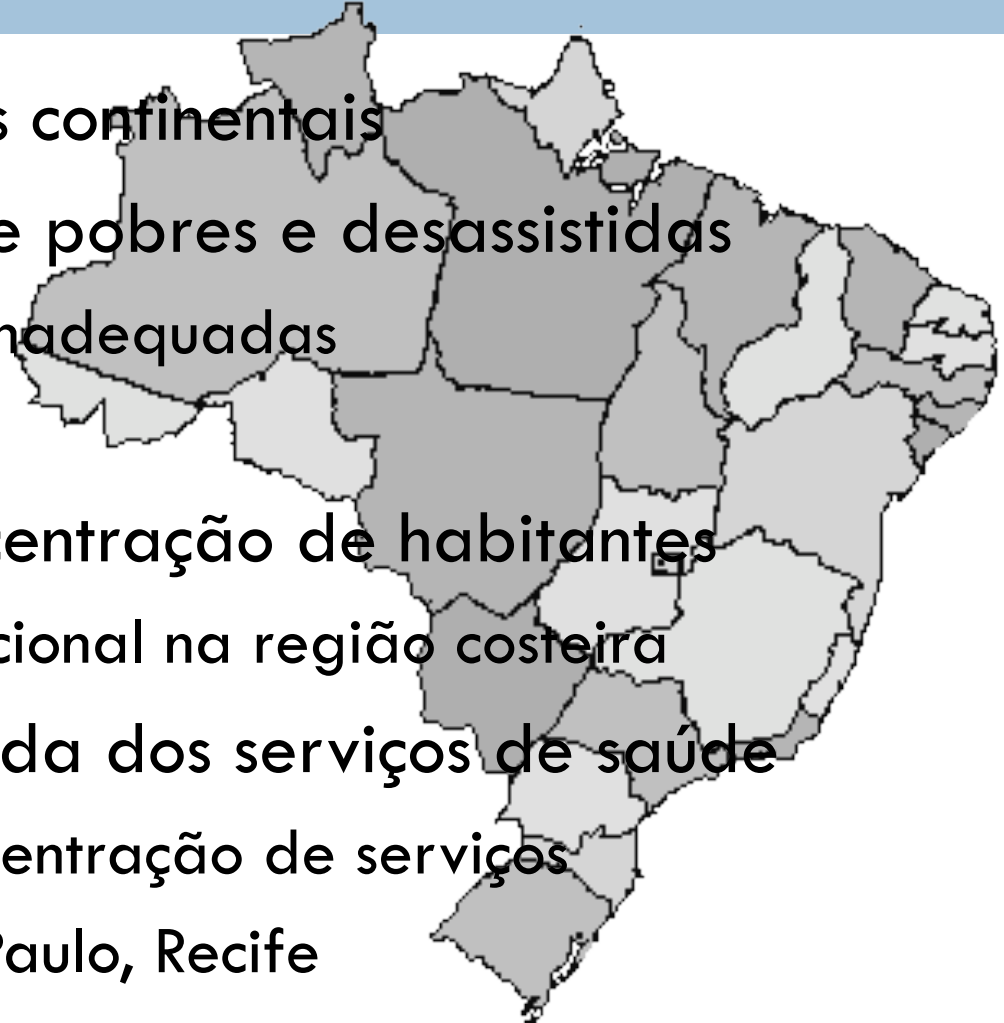 s continentais
e pobres e desassistidas
nadequadas
entração de habitantes
cional na região costeira
da dos serviços de saúde
entração de serviços
Paulo, Recife